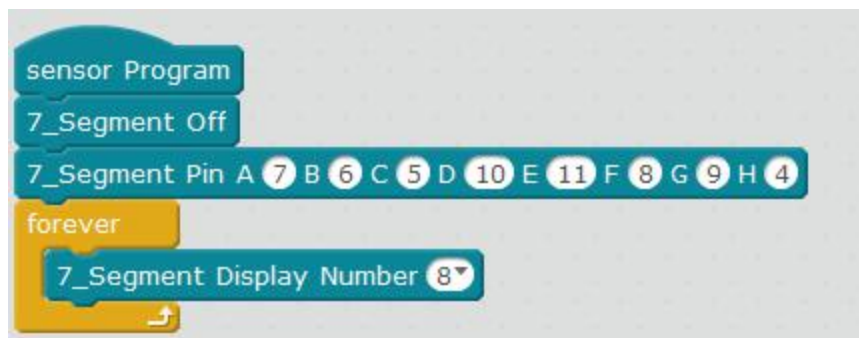 sensor Program
7_Segment Off
7_Segment Pin A 7 B 6 C 5 D 10 E 11 F 8 G 9 H 4
forever
7_Segment Display Number 8